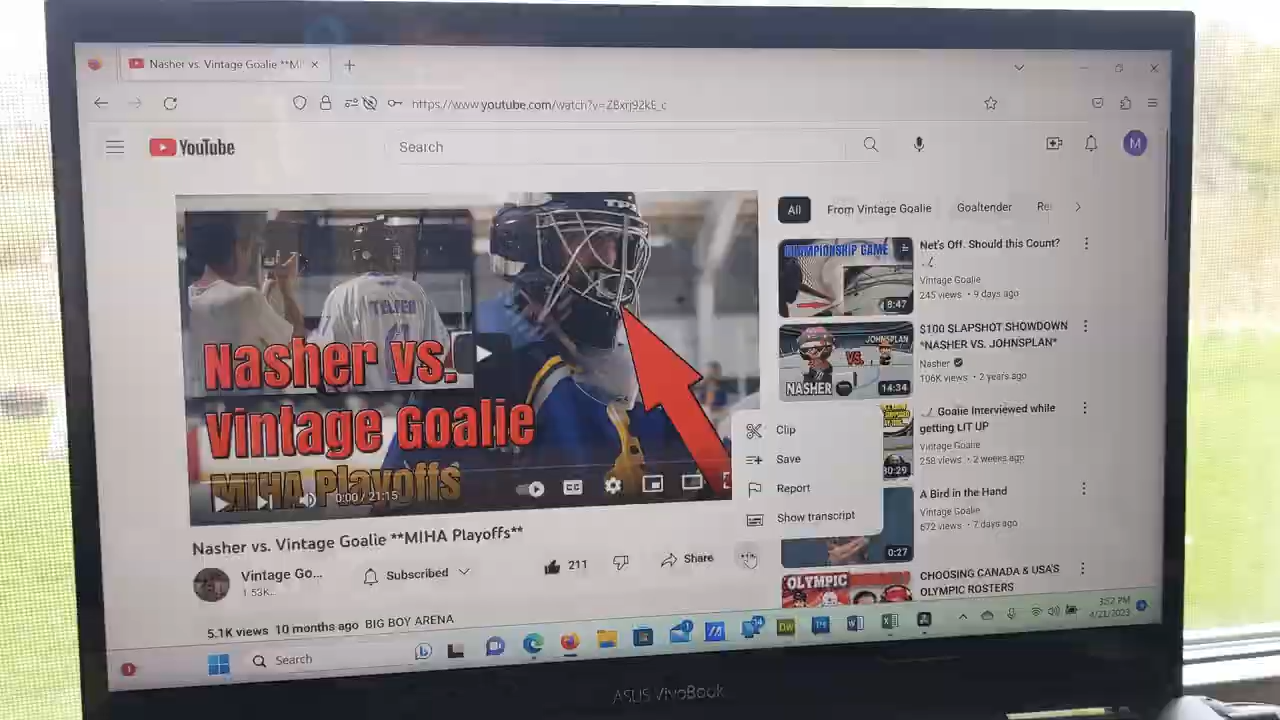 Nasher vs. Vintage Goalie **MI
https://www.youtube.com/watch?v=Z8xrj92kE_c
YouTube
Search
M
Nasher vs.
Vintage Goalie
MIHA Playoffs
0:00 / 21:15
CC
Nasher vs. Vintage Goalie **MIHA Playoffs**
Vintage Go...
1.53K
Subscribed
211
Share
5.1K views 10 months ago BIG BOY ARENA
Clip
Save
Report
Show transcript
All
From Vintage Goalie
Goaltender
Re
CHAMPIONSHIP GAME
8:47
Net's Off. Should this Count?
Vintage Goalie
245 views • 9 days ago
NASHER
VS.
JOHNSPLAN
14:34
$100 SLAPSHOT SHOWDOWN
*NASHER VS. JOHNSPLAN*
Nasher
106K views • 2 years ago
30:29
Goalie Interviewed while
getting LIT UP
Vintage Goalie
258 views • 2 weeks ago
0:27
A Bird in the Hand
Vintage Goalie
672 views • 7 days ago
OLYMPIC
CHOOSING CANADA & USA'S
OLYMPIC ROSTERS
Search
DW
3:52 PM
4/21/2023
ASUS VivoBook